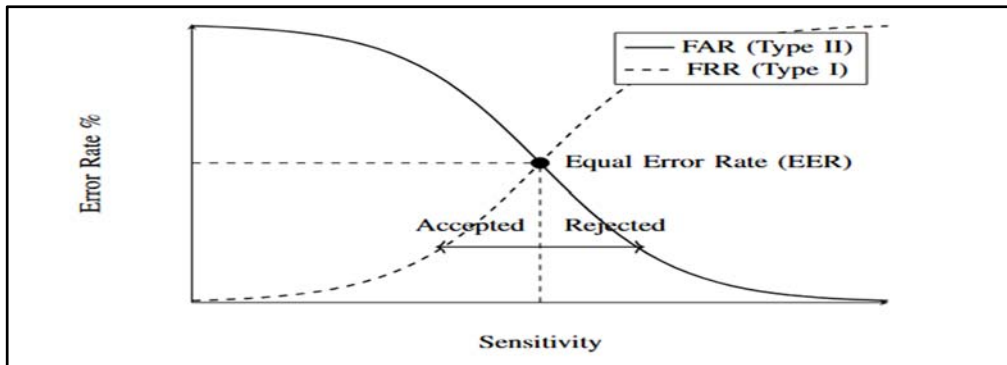 FAR (Type II)
FRR (Type I)
Error Rate %
Equal Error Rate (EER)
Accepted Rejected
Sensitivity